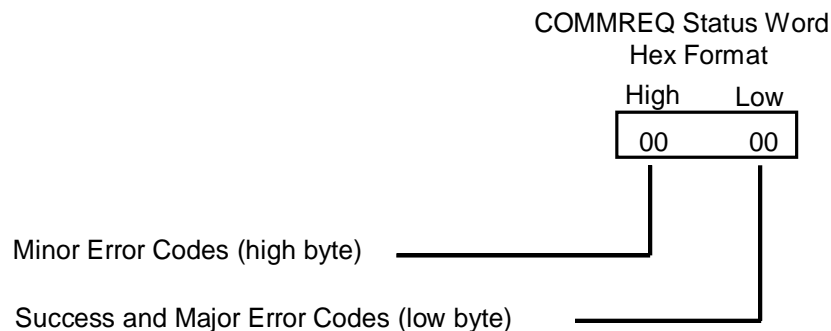 COMMREQ Status Word
Hex Format
High Low
00 00
Minor Error Codes (high byte)
Success and Major Error Codes (low byte)